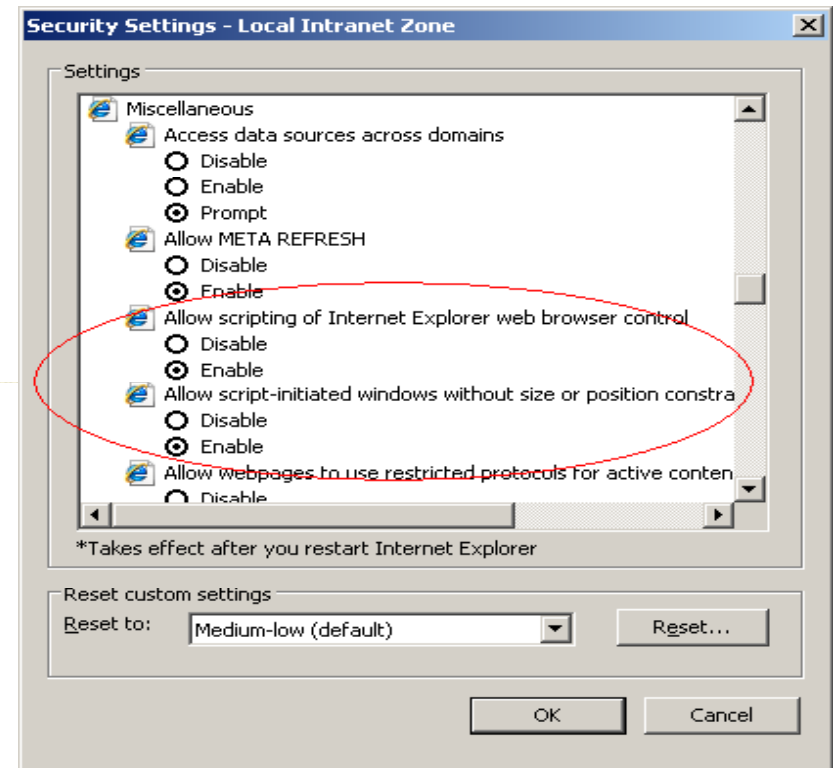 Security Settings - Local Intranet Zone
Settings
Miscellaneous
Access data sources across domains
Disable
Enable
Prompt
Allow META REFRESH
Disable
Enable
Allow scripting of Internet Explorer web browser control
Disable
Enable
Allow script-initiated windows without size or position constra
Disable
Enable
Allow webpages to use restricted protocols for active conten
Disable
*Takes effect after you restart Internet Explorer
Reset custom settings
Reset to: Medium-low (default) Reset...
OK Cancel